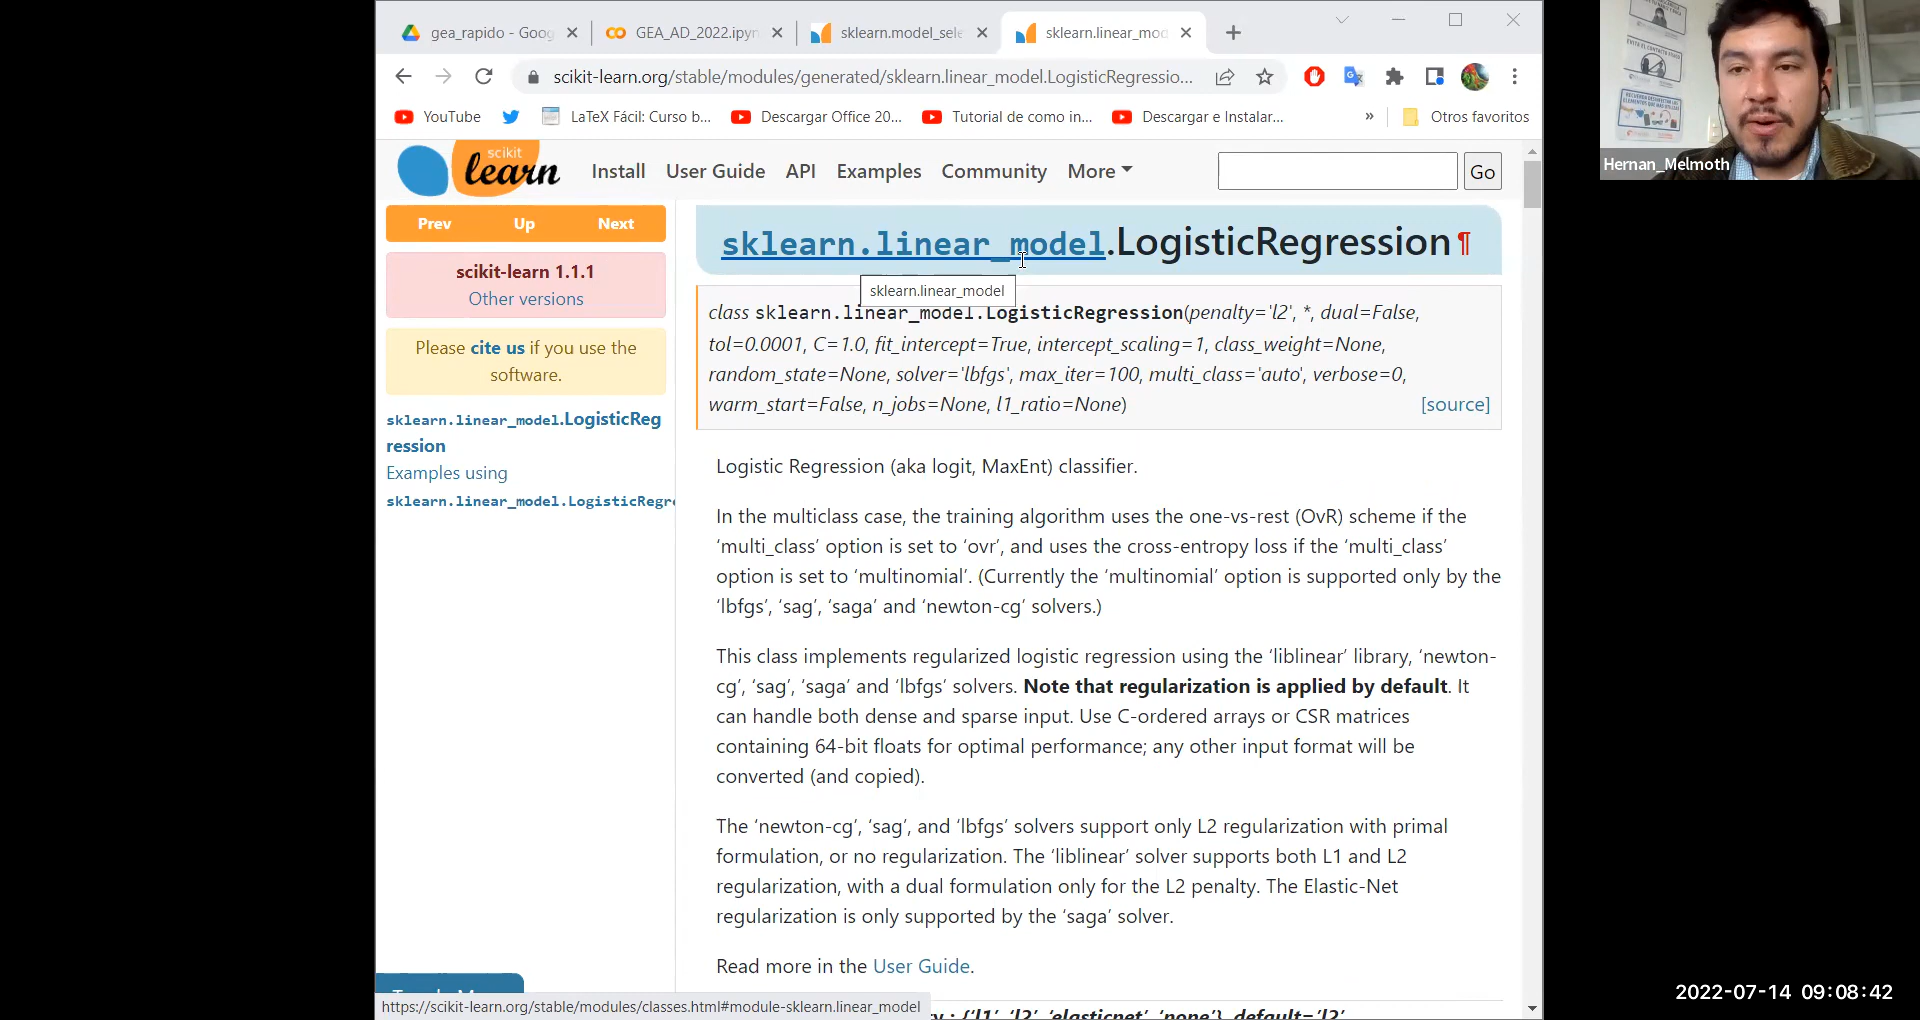 gea_rapido - Goog
GEA_AD_2022.ipyn
sklearn.model_sele
sklearn.linear_mod
scikit-learn.org/stable/modules/generated/sklearn.linear_model.LogisticRegressio...
YouTube
LaTeX Fácil: Curso b...
Descargar Office 20...
Tutorial de como in...
Descargar e Instalar...
»
Otros favoritos
scikit
learn
Install User Guide API Examples Community More
Go
Prev Up Next
scikit-learn 1.1.1
Other versions
Please cite us if you use the
software.
sklearn.linear_model.LogisticReg
ression
Examples using
sklearn.linear_model.LogisticRegre
sklearn.linear_model.LogisticRegression¶
sklearn.linear_model
class sklearn.linear_model.LogisticRegression(penalty='l2', *, dual=False,
tol=0.0001, C=1.0, fit_intercept=True, intercept_scaling=1, class_weight=None,
random_state=None, solver='lbfgs', max_iter=100, multi_class='auto', verbose=0,
warm_start=False, n_jobs=None, l1_ratio=None) [source]
Logistic Regression (aka logit, MaxEnt) classifier.
In the multiclass case, the training algorithm uses the one-vs-rest (OvR) scheme if the
‘multi_class’ option is set to ‘ovr’, and uses the cross-entropy loss if the ‘multi_class’
option is set to ‘multinomial’. (Currently the ‘multinomial’ option is supported only by the
‘lbfgs’, ‘sag’, ‘saga’ and ‘newton-cg’ solvers.)
This class implements regularized logistic regression using the ‘liblinear’ library, ‘newton-
cg’, ‘sag’, ‘saga’ and ‘lbfgs’ solvers. Note that regularization is applied by default. It
can handle both dense and sparse input. Use C-ordered arrays or CSR matrices
containing 64-bit floats for optimal performance; any other input format will be
converted (and copied).
The ‘newton-cg’, ‘sag’, and ‘lbfgs’ solvers support only L2 regularization with primal
formulation, or no regularization. The ‘liblinear’ solver supports both L1 and L2
regularization, with a dual formulation only for the L2 penalty. The Elastic-Net
regularization is only supported by the ‘saga’ solver.
Read more in the User Guide.
https://scikit-learn.org/stable/modules/classes.html#module-sklearn.linear_model
y : {‘l1’, ‘l2’, ‘elasticnet’, ‘none’}, default=’l2’
Hernan_Melmoth
2022-07-14 09:08:42